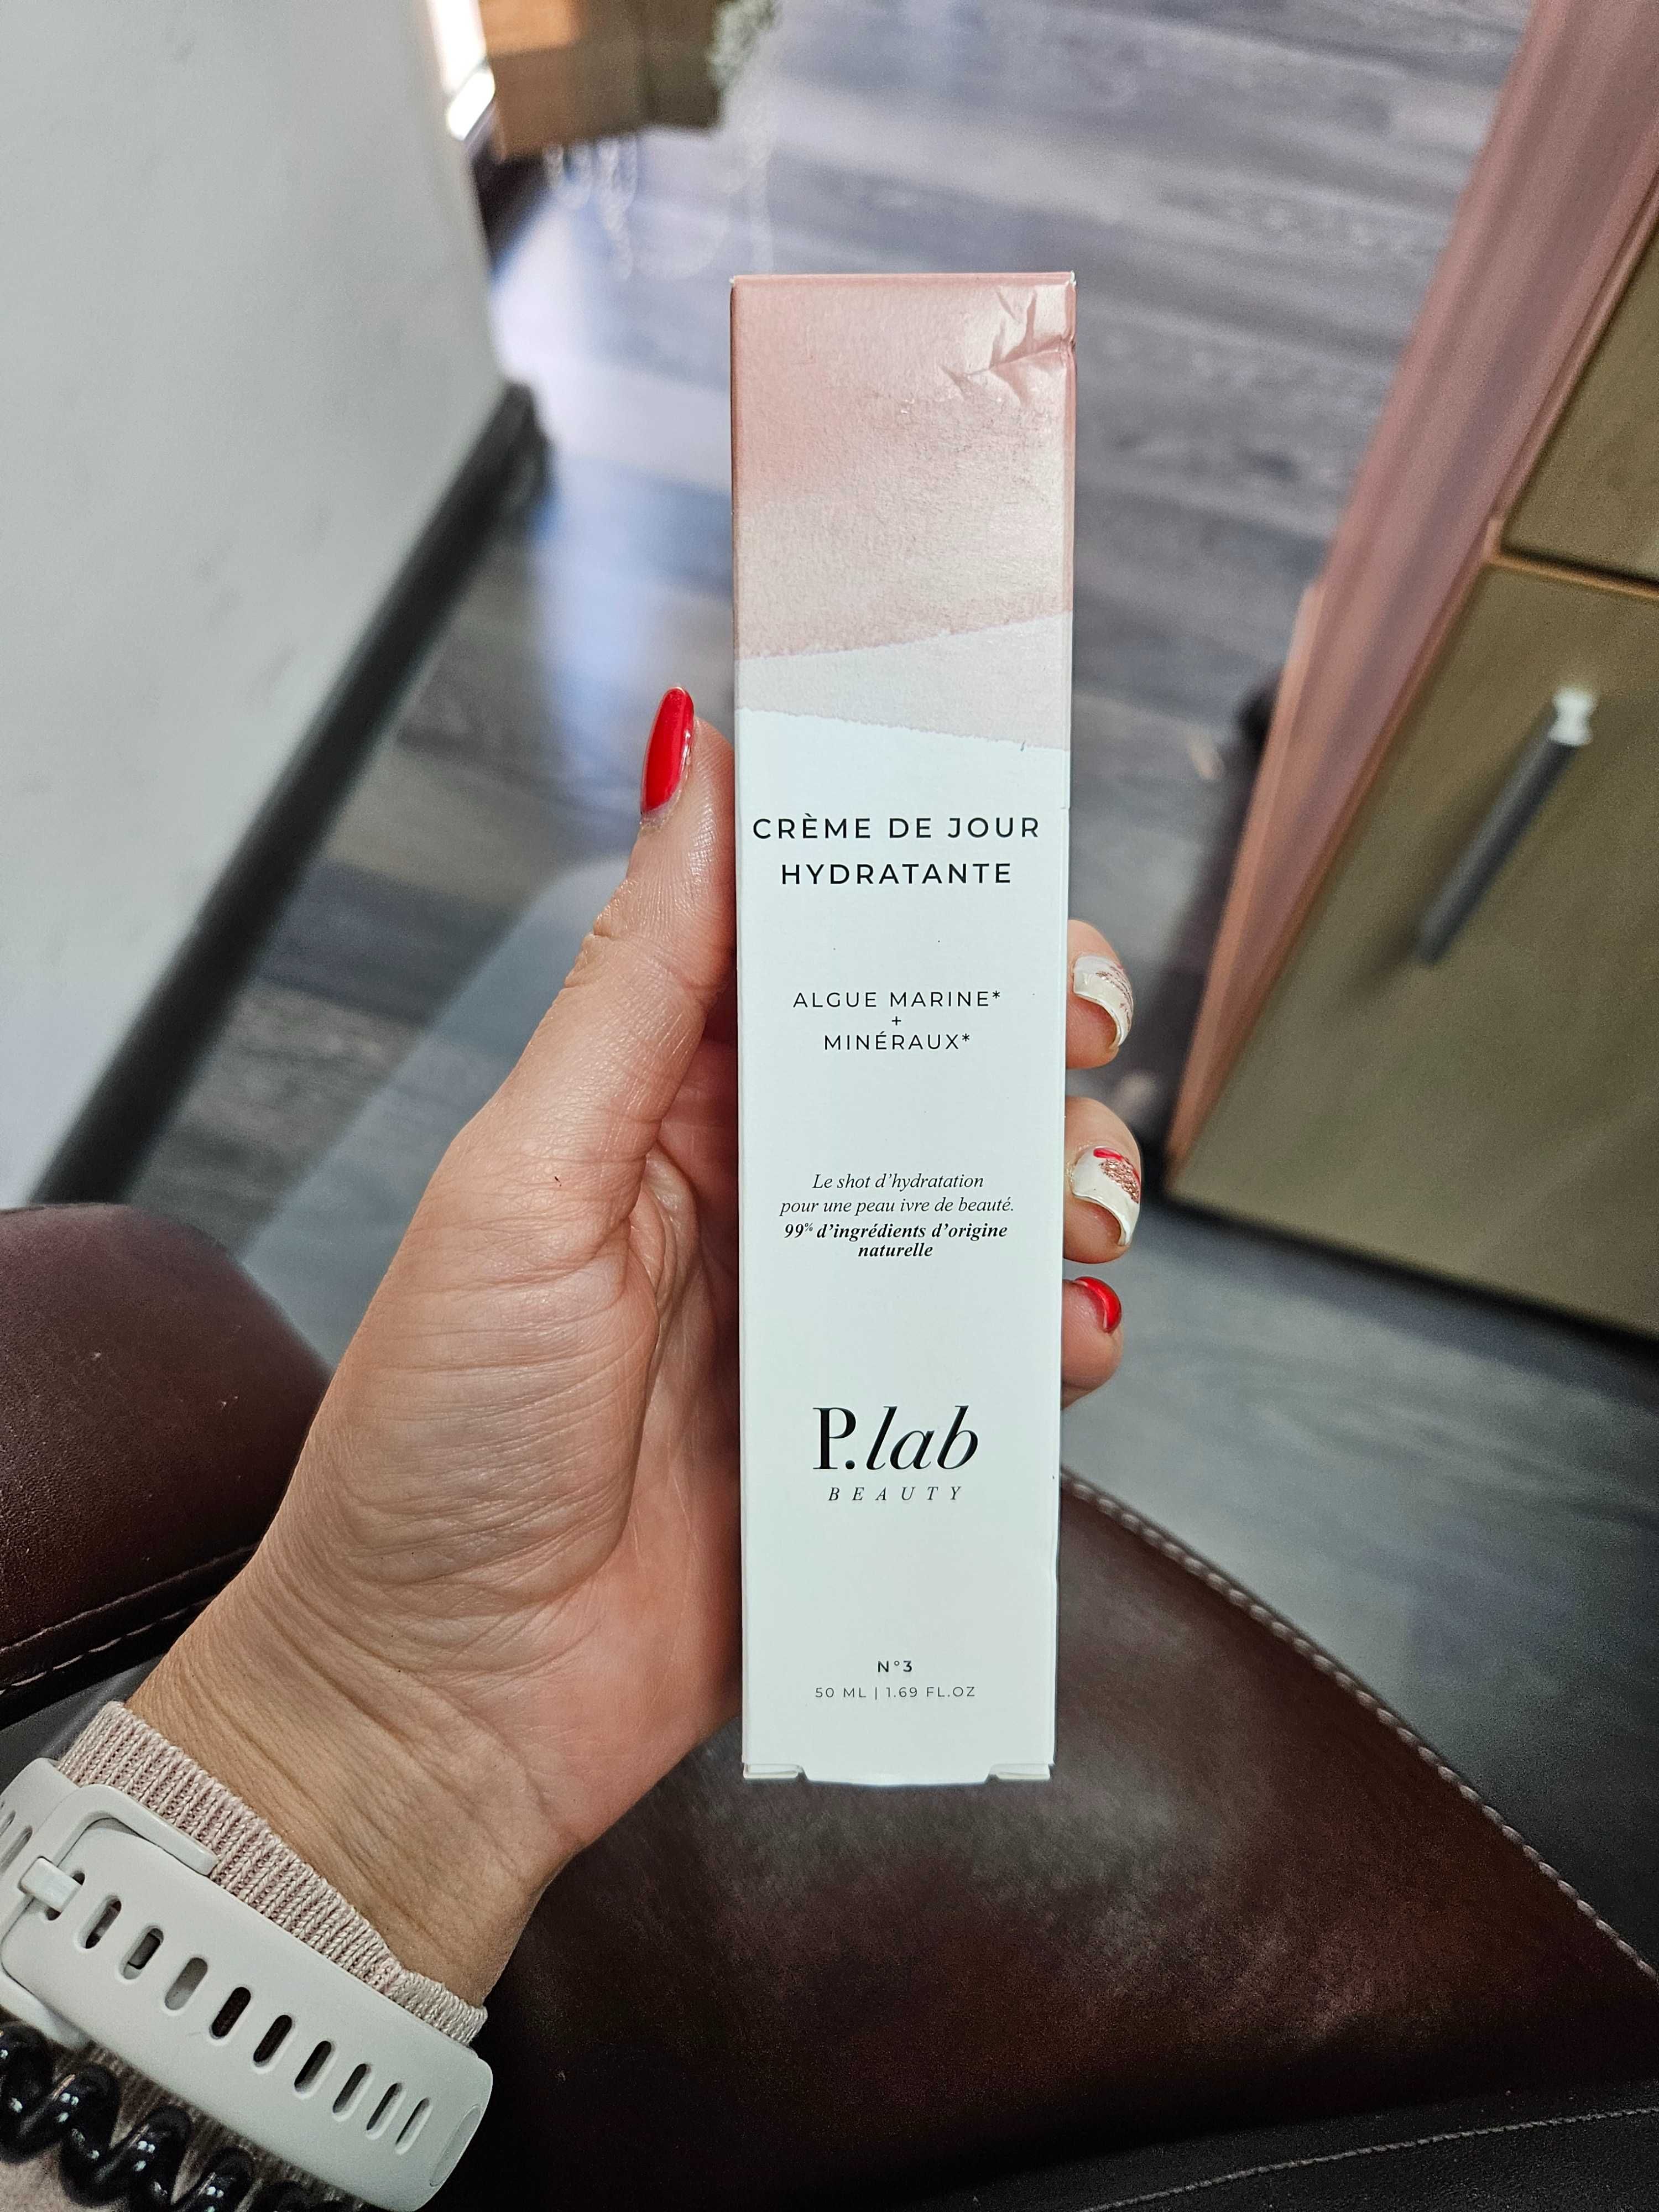 CRÈME DE JOUR
HYDRATANTE
ALGUE MARINE*
+
MINÉRAUX*
Le shot d'hydratation
pour une peau ivre de beauté.
99% d'ingrédients d'origine
naturelle
P.lab
BEAUTY
N°3
50 ML | 1.69 FL.OZ